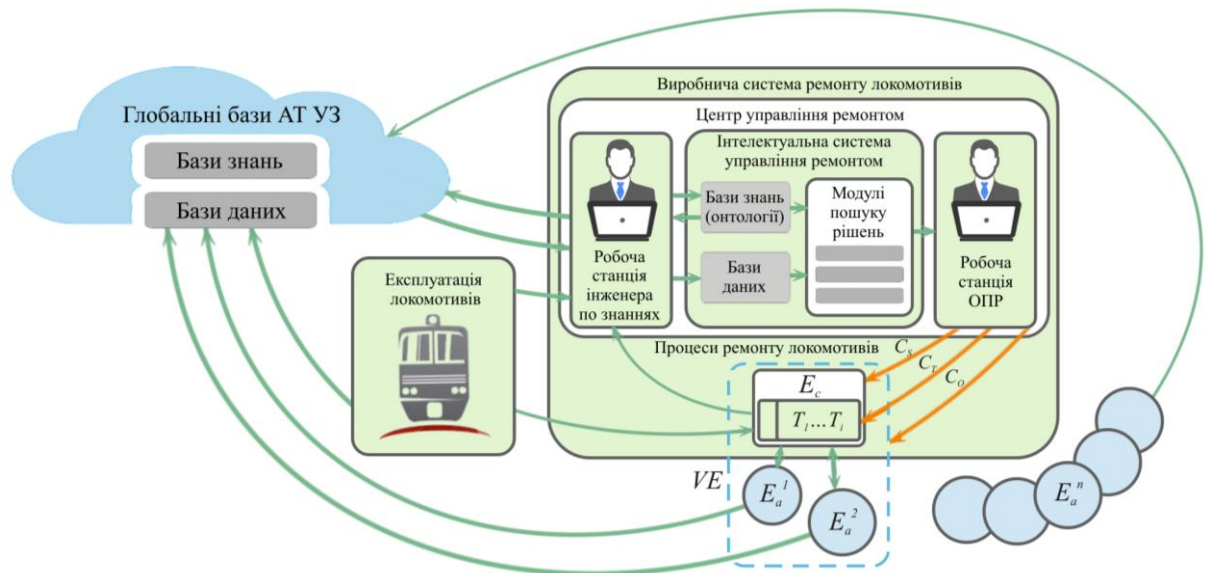 Виробнича система ремонту локомотивів
Центр управління ремонтом
Глобальні бази АТ УЗ
Бази знань
Бази даних
Експлуатація
локомотивів
Робоча
станція
інженера
по знаннях
Інтелектуальна система
управління ремонтом
Бази знань
(онтології)
Бази
даних
Модулі
пошуку
рішень
Робоча
станція
ОПР
Процеси ремонту локомотивів
C_S
C_T
C_O
E_c
T_1...T_i
VE
E_a^1
E_a^2
E_a^n